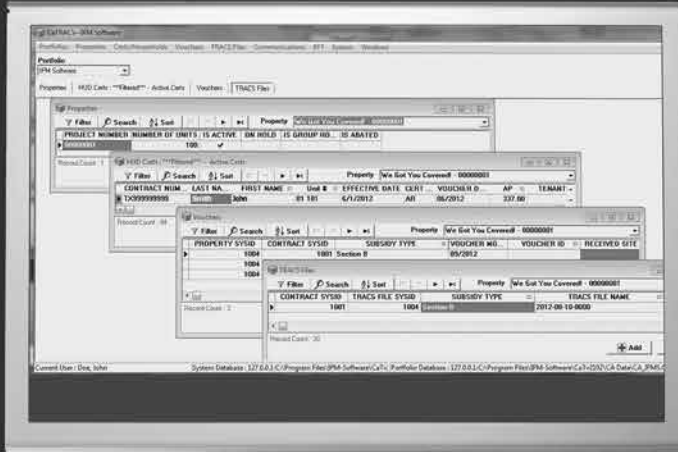 CaTRACS - IPM Software
Portfolios Properties Certs/Households Vouchers TRACS Files Communications EFT System Windows
Portfolio
IPM Software
Properties HUD Certs : ***Filtered*** - Active Certs Vouchers TRACS Files
Properties
Filter Search Sort Property We Got You Covered! - 00000001
PROJECT NUMBER NUMBER OF UNITS IS ACTIVE ON HOLD IS GROUP HO... IS ABATED
00000001 100
Record Count : 1
HUD Certs : ***Filtered*** - Active Certs
Filter Search Sort Property We Got You Covered! - 00000001
CONTRACT NUM... LAST NA... FIRST NAME Unit # EFFECTIVE DATE CERT... VOUCHER D... AP TENANT
TX999999999 Smith John 01 101 6/1/2012 AR 06/2012 337.00
Record Count : 44
Vouchers
Filter Search Sort Property We Got You Covered! - 00000001
PROPERTY SYSID CONTRACT SYSID SUBSIDY TYPE VOUCHER MO... VOUCHER ID RECEIVED SITE
1004 1001 Section 8 09/2012
1004
1004
Record Count : 3
TRACS Files
Filter Search Sort Property We Got You Covered! - 00000001
CONTRACT SYSID TRACS FILE SYSID SUBSIDY TYPE TRACS FILE NAME
1001 1004 Section 8 2012-08-10-0000
Record Count : 20
Add
Current User : Doe, John System Database : 127.0.0.1:C:\Program Files\IPM-Software\CaT< Portfolio Database : 127.0.0.1:C:\Program Files\IPM-Software\CaT